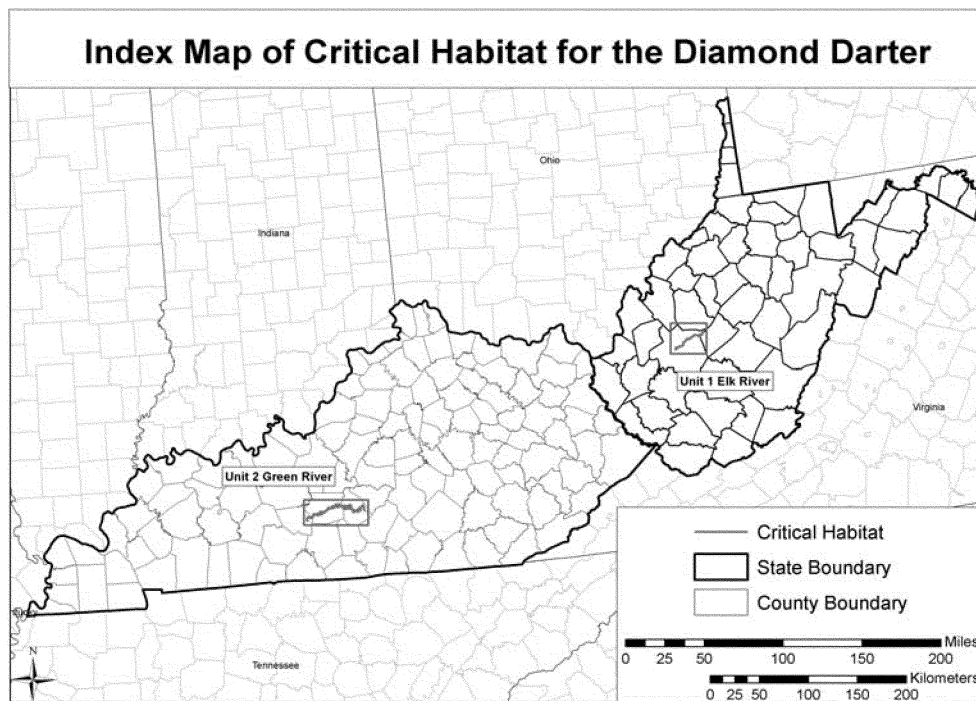 Index Map of Critical Habitat for the Diamond Darter
Ohio
Indiana
Unit 1 Elk River
Virginia
Unit 2 Green River
Critical Habitat
State Boundary
County Boundary
Miles
0 25 50 100 150 200
Kilometers
0 25 50 100 150 200
N
Tennessee